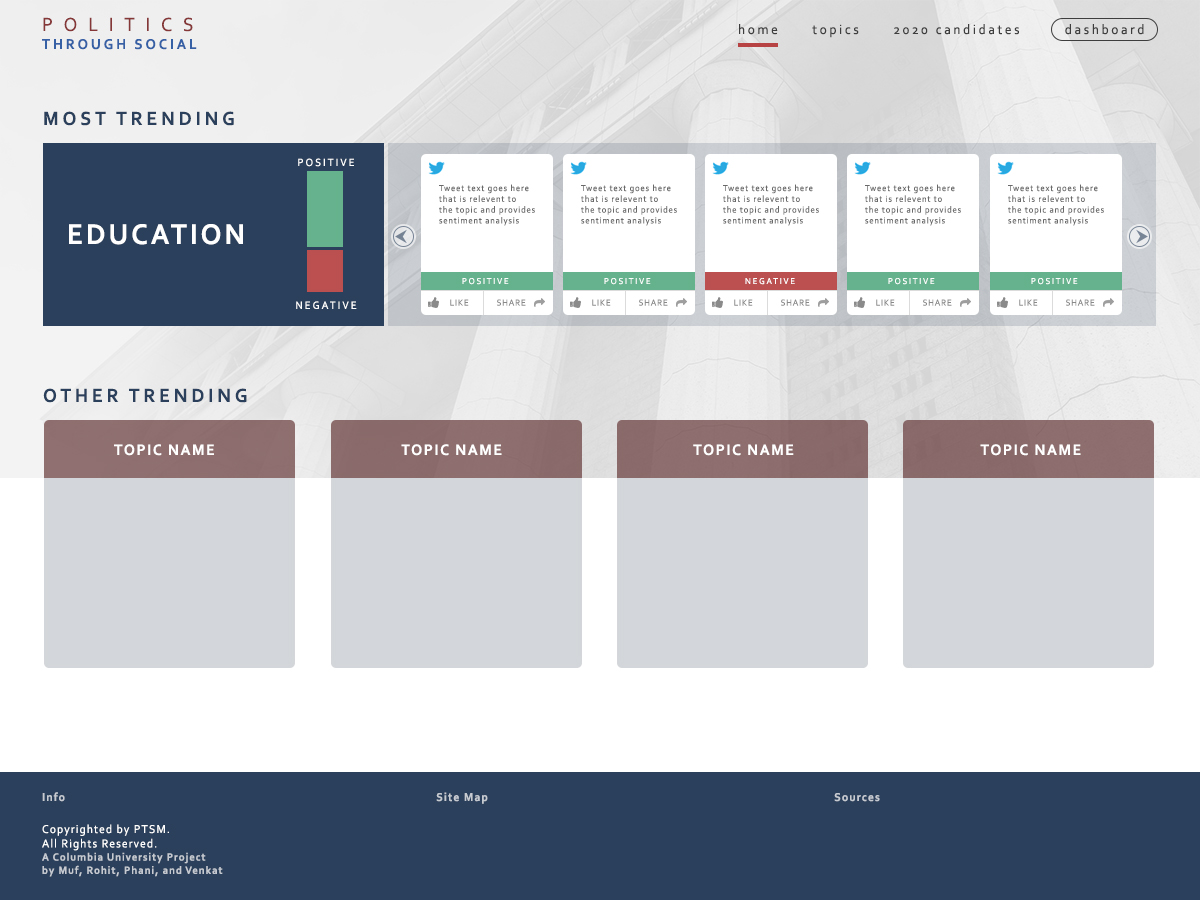 POLITICS
THROUGH SOCIAL
home
topics
2020 candidates
dashboard
MOST TRENDING
EDUCATION
POSITIVE
NEGATIVE
Tweet text goes here
that is relevent to
the topic and provides
sentiment analysis
POSITIVE
LIKE
SHARE
Tweet text goes here
that is relevent to
the topic and provides
sentiment analysis
POSITIVE
LIKE
SHARE
Tweet text goes here
that is relevent to
the topic and provides
sentiment analysis
NEGATIVE
LIKE
SHARE
Tweet text goes here
that is relevent to
the topic and provides
sentiment analysis
POSITIVE
LIKE
SHARE
Tweet text goes here
that is relevent to
the topic and provides
sentiment analysis
POSITIVE
LIKE
SHARE
OTHER TRENDING
TOPIC NAME
TOPIC NAME
TOPIC NAME
TOPIC NAME
Info
Copyrighted by PTSM.
All Rights Reserved.
A Columbia University Project
by Muf, Rohit, Phani, and Venkat
Site Map
Sources